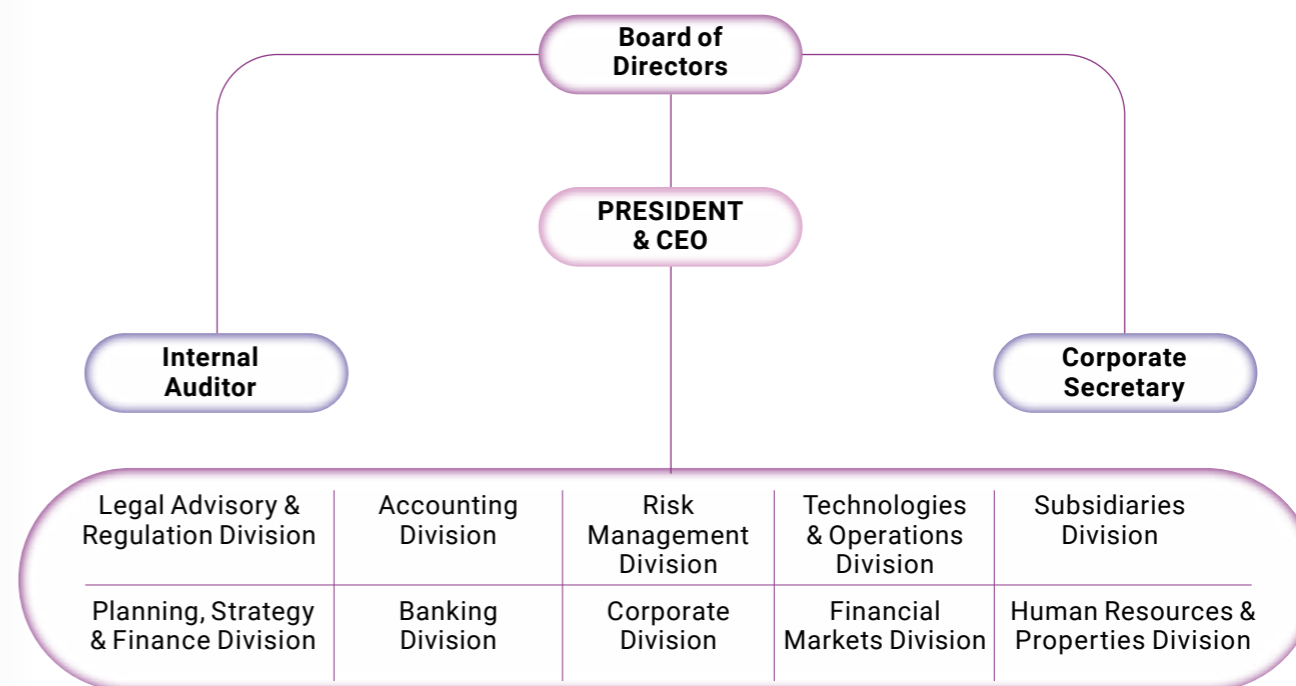 Board of
Directors
PRESIDENT
& CEO
Internal
Auditor
Corporate
Secretary
Legal Advisory &
Regulation Division
Accounting
Division
Risk
Management
Division
Technologies
& Operations
Division
Subsidiaries
Division
Planning, Strategy
& Finance Division
Banking
Division
Corporate
Division
Financial
Markets Division
Human Resources &
Properties Division